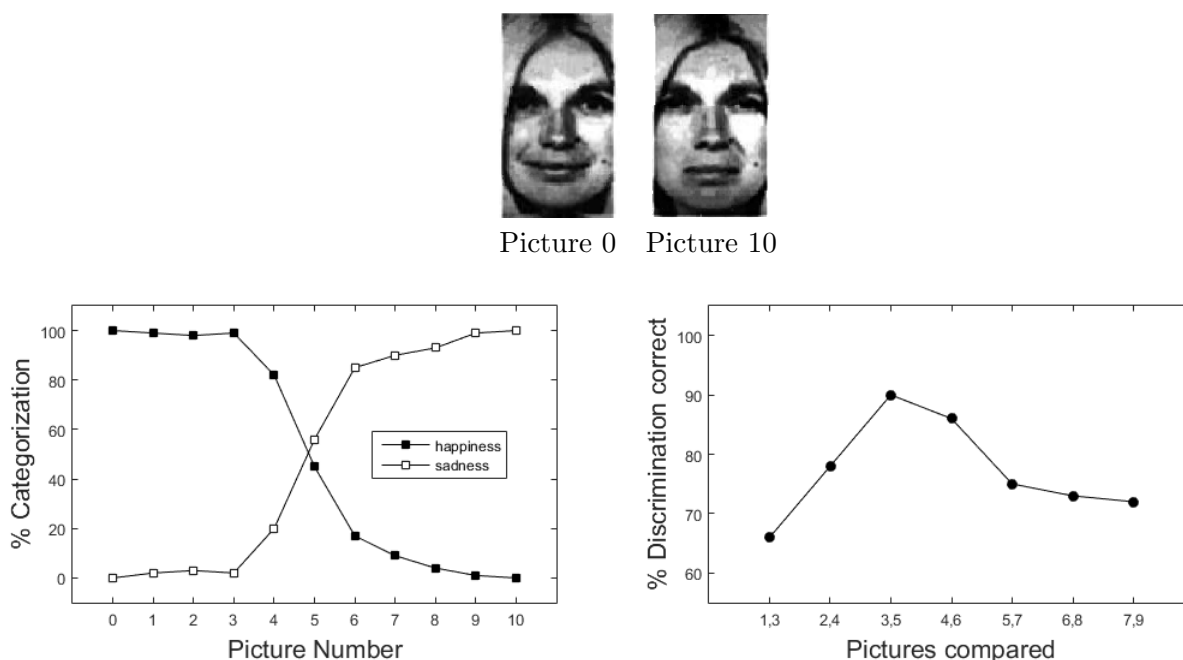 Picture 0 Picture 10
100
80
60
40
20
0
% Categorization
happiness
sadness
0 1 2 3 4 5 6 7 8 9 10
Picture Number
100
90
80
70
60
% Discrimination correct
1,3 2,4 3,5 4,6 5,7 6,8 7,9
Pictures compared